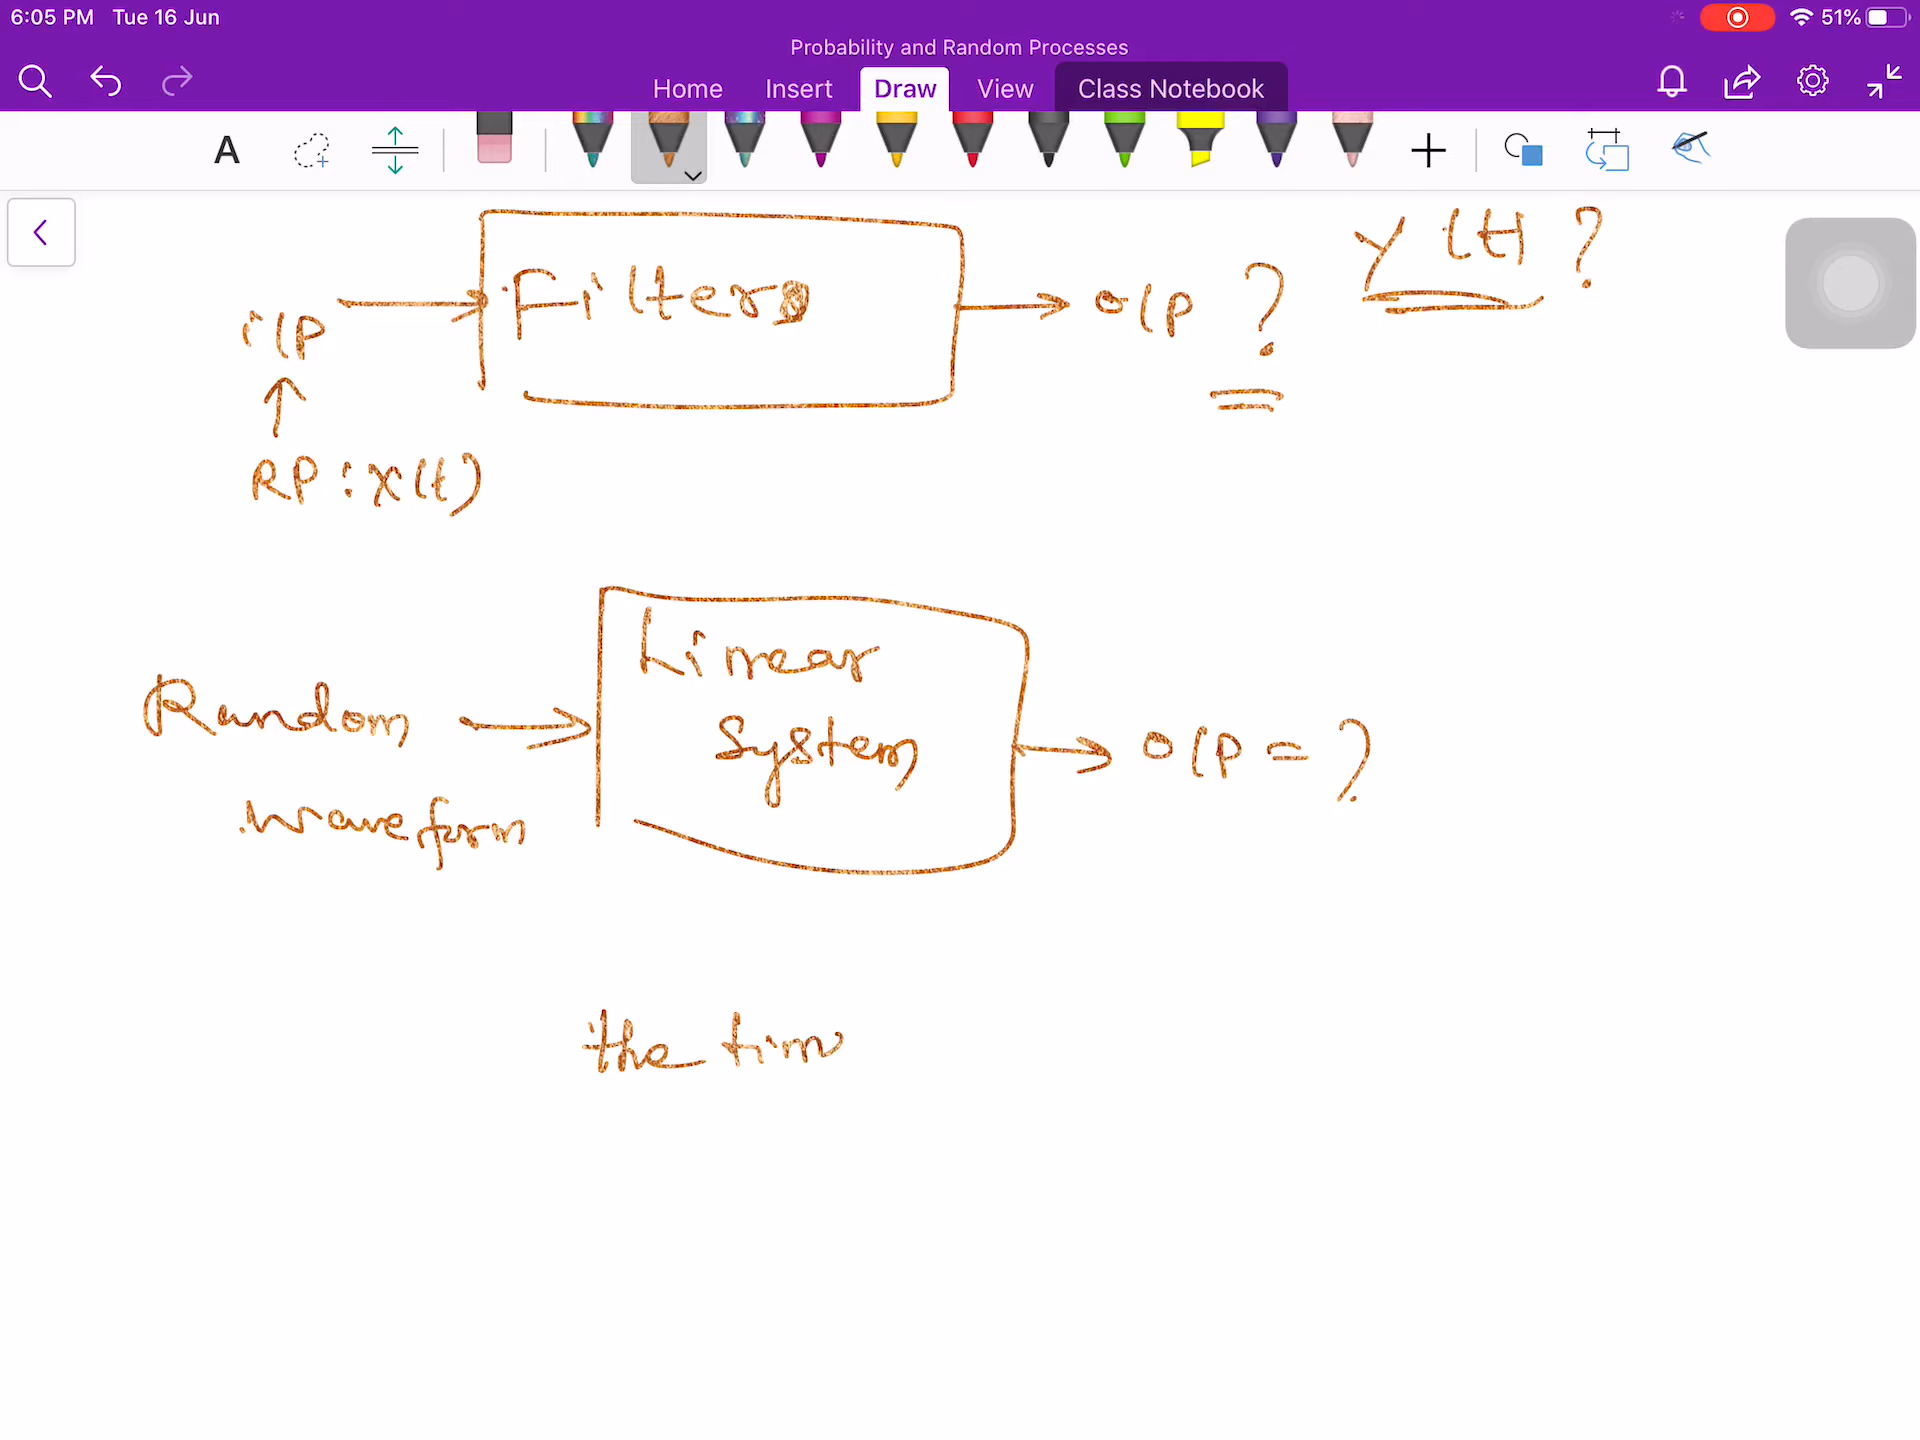 6:05 PM Tue 16 Jun
51%
Probability and Random Processes
Home Insert Draw View Class Notebook
A
Filters
y(t) ?
i/p
o/p ?
RP : X(t)
Linear
System
Random
waveform
o/p = ?
the tim